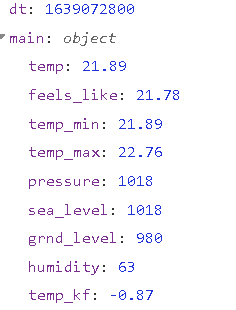 dt: 1639072800
main: object
temp: 21.89
feels_like: 21.78
temp_min: 21.89
temp_max: 22.76
pressure: 1018
sea_level: 1018
grnd_level: 980
humidity: 63
temp_kf: -0.87